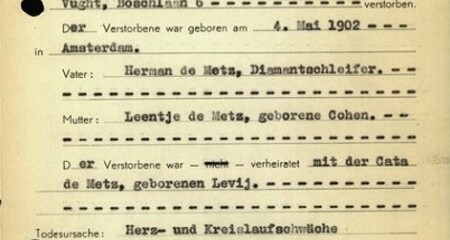 Vught, Boschlaan 6 - - - - - - - - - - verstorben.
Der Verstorbene war geboren am 4. Mai 1902 - - -
in Amsterdam.
Vater: Herman de Metz, Diamantschleifer. - - -
Mutter: Leentje de Metz, geborene Cohen. - - -
Der Verstorbene war — nicht — verheiratet mit der Cata
de Metz, geborenen Levij. - - - - - - - - - - -
Todesursache: Herz- und Kreislaufschwäche